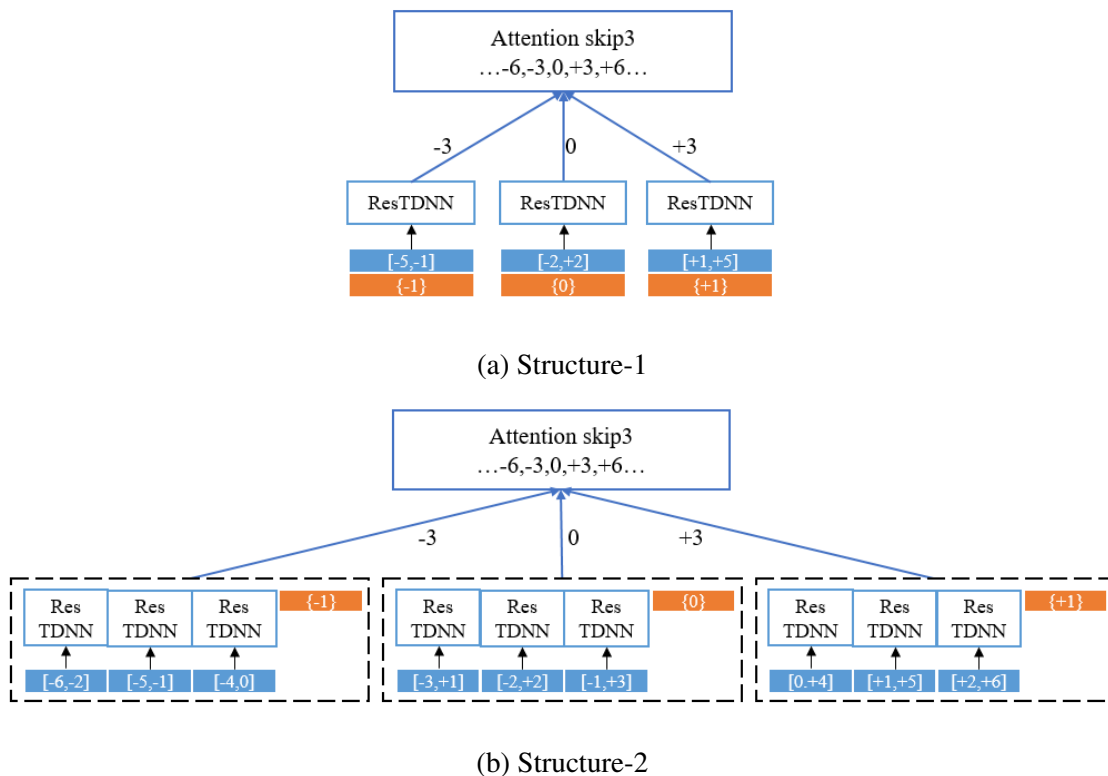 Attention skip3
…-6,-3,0,+3,+6…
-3 0 +3
ResTDNN ResTDNN ResTDNN
[-5,-1] [-2,+2] [+1,+5]
{-1} {0} {+1}
(a) Structure-1
Attention skip3
…-6,-3,0,+3,+6…
-3 0 +3
Res Res Res {-1} Res Res Res {0} Res Res Res {+1}
TDNN TDNN TDNN TDNN TDNN TDNN TDNN TDNN TDNN
[-6,-2] [-5,-1] [-4,0] [-3,+1] [-2,+2] [-1,+3] [0.+4] [+1,+5] [+2,+6]
(b) Structure-2